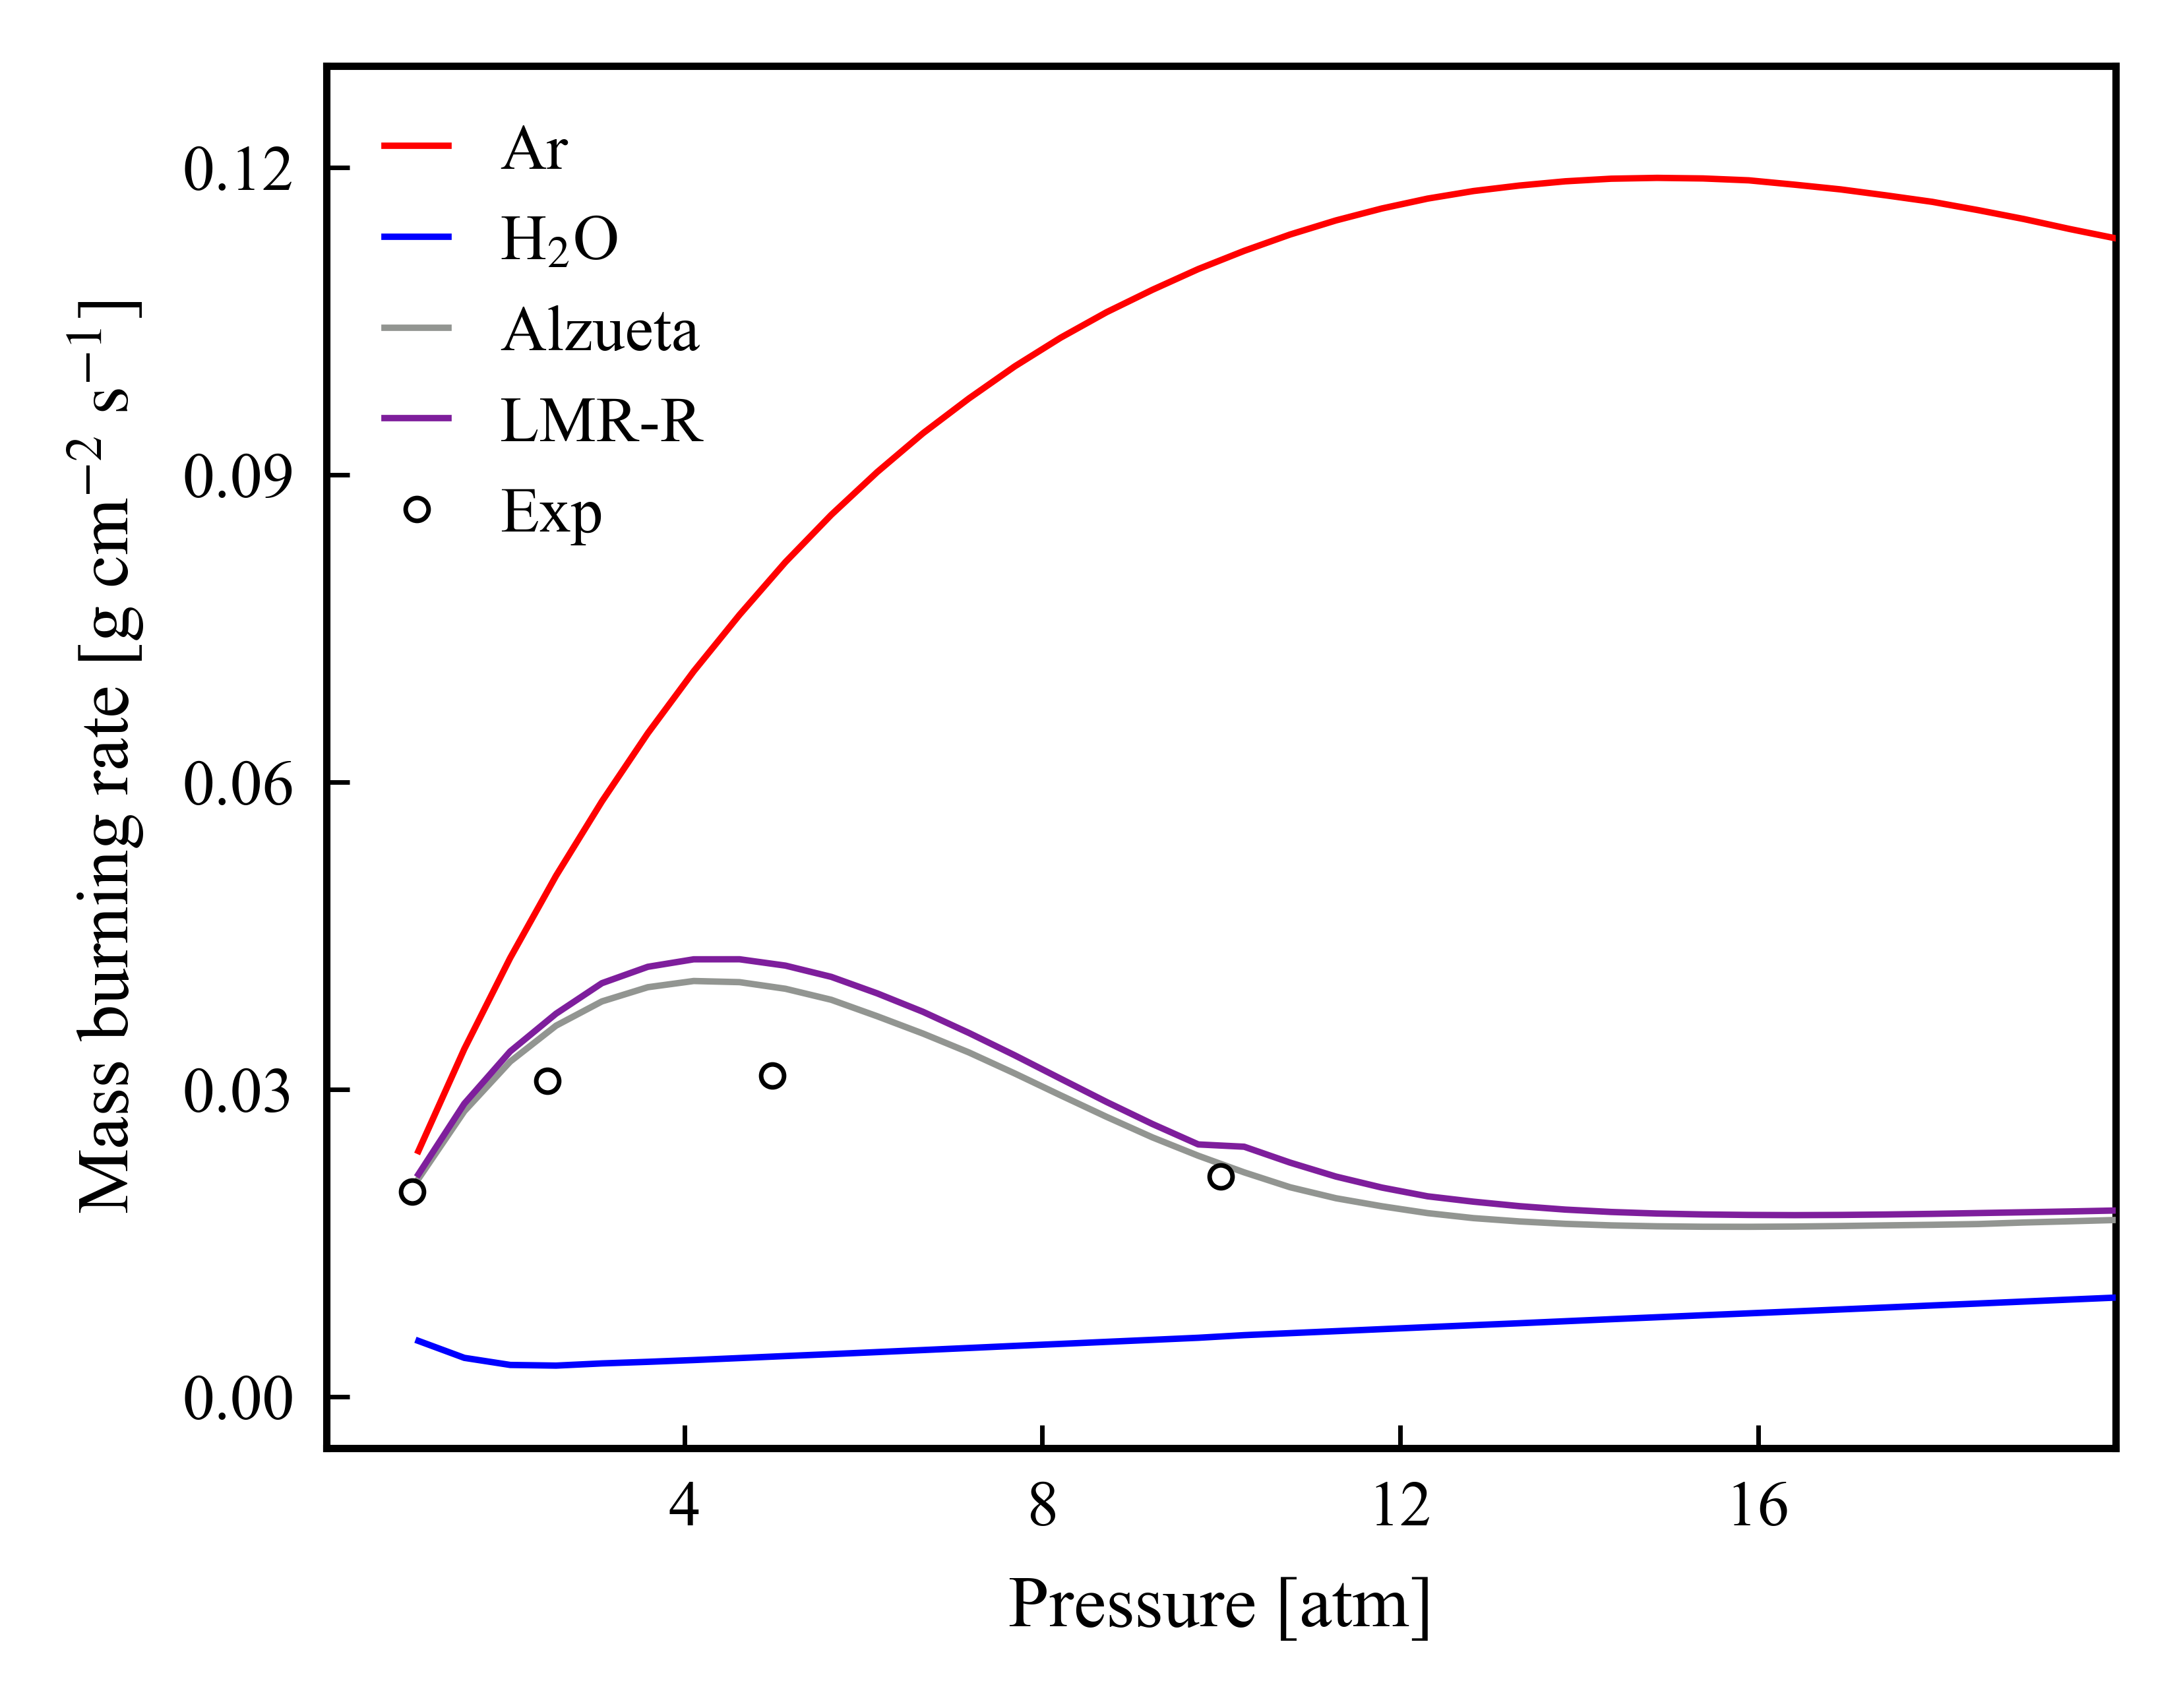 Ar
H₂O
Alzueta
LMR-R
Exp
0.12
0.09
0.06
0.03
0.00
Mass burning rate [g cm⁻² s⁻¹]
4 8 12 16
Pressure [atm]